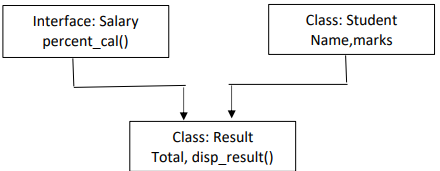 Interface: Salary
percent_cal()
Class: Student
Name,marks
Class: Result
Total, disp_result()